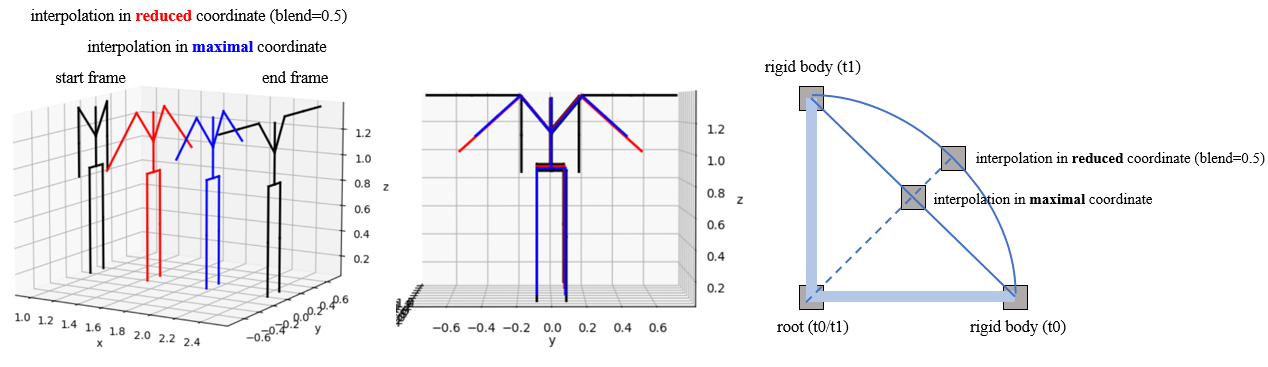 interpolation in reduced coordinate (blend=0.5)
interpolation in maximal coordinate
start frame
end frame
1.2
1.0
0.8
0.6
0.4
0.2
z
1.0 1.2 1.4 1.6 1.8 2.0 2.2 2.4
x
−0.6 −0.4 −0.2 0.0 0.2 0.4 0.6
y
1.2
1.0
0.8
0.6
0.4
0.2
z
−0.6 −0.4 −0.2 0.0 0.2 0.4 0.6
y
rigid body (t1)
interpolation in reduced coordinate (blend=0.5)
interpolation in maximal coordinate
root (t0/t1)
rigid body (t0)